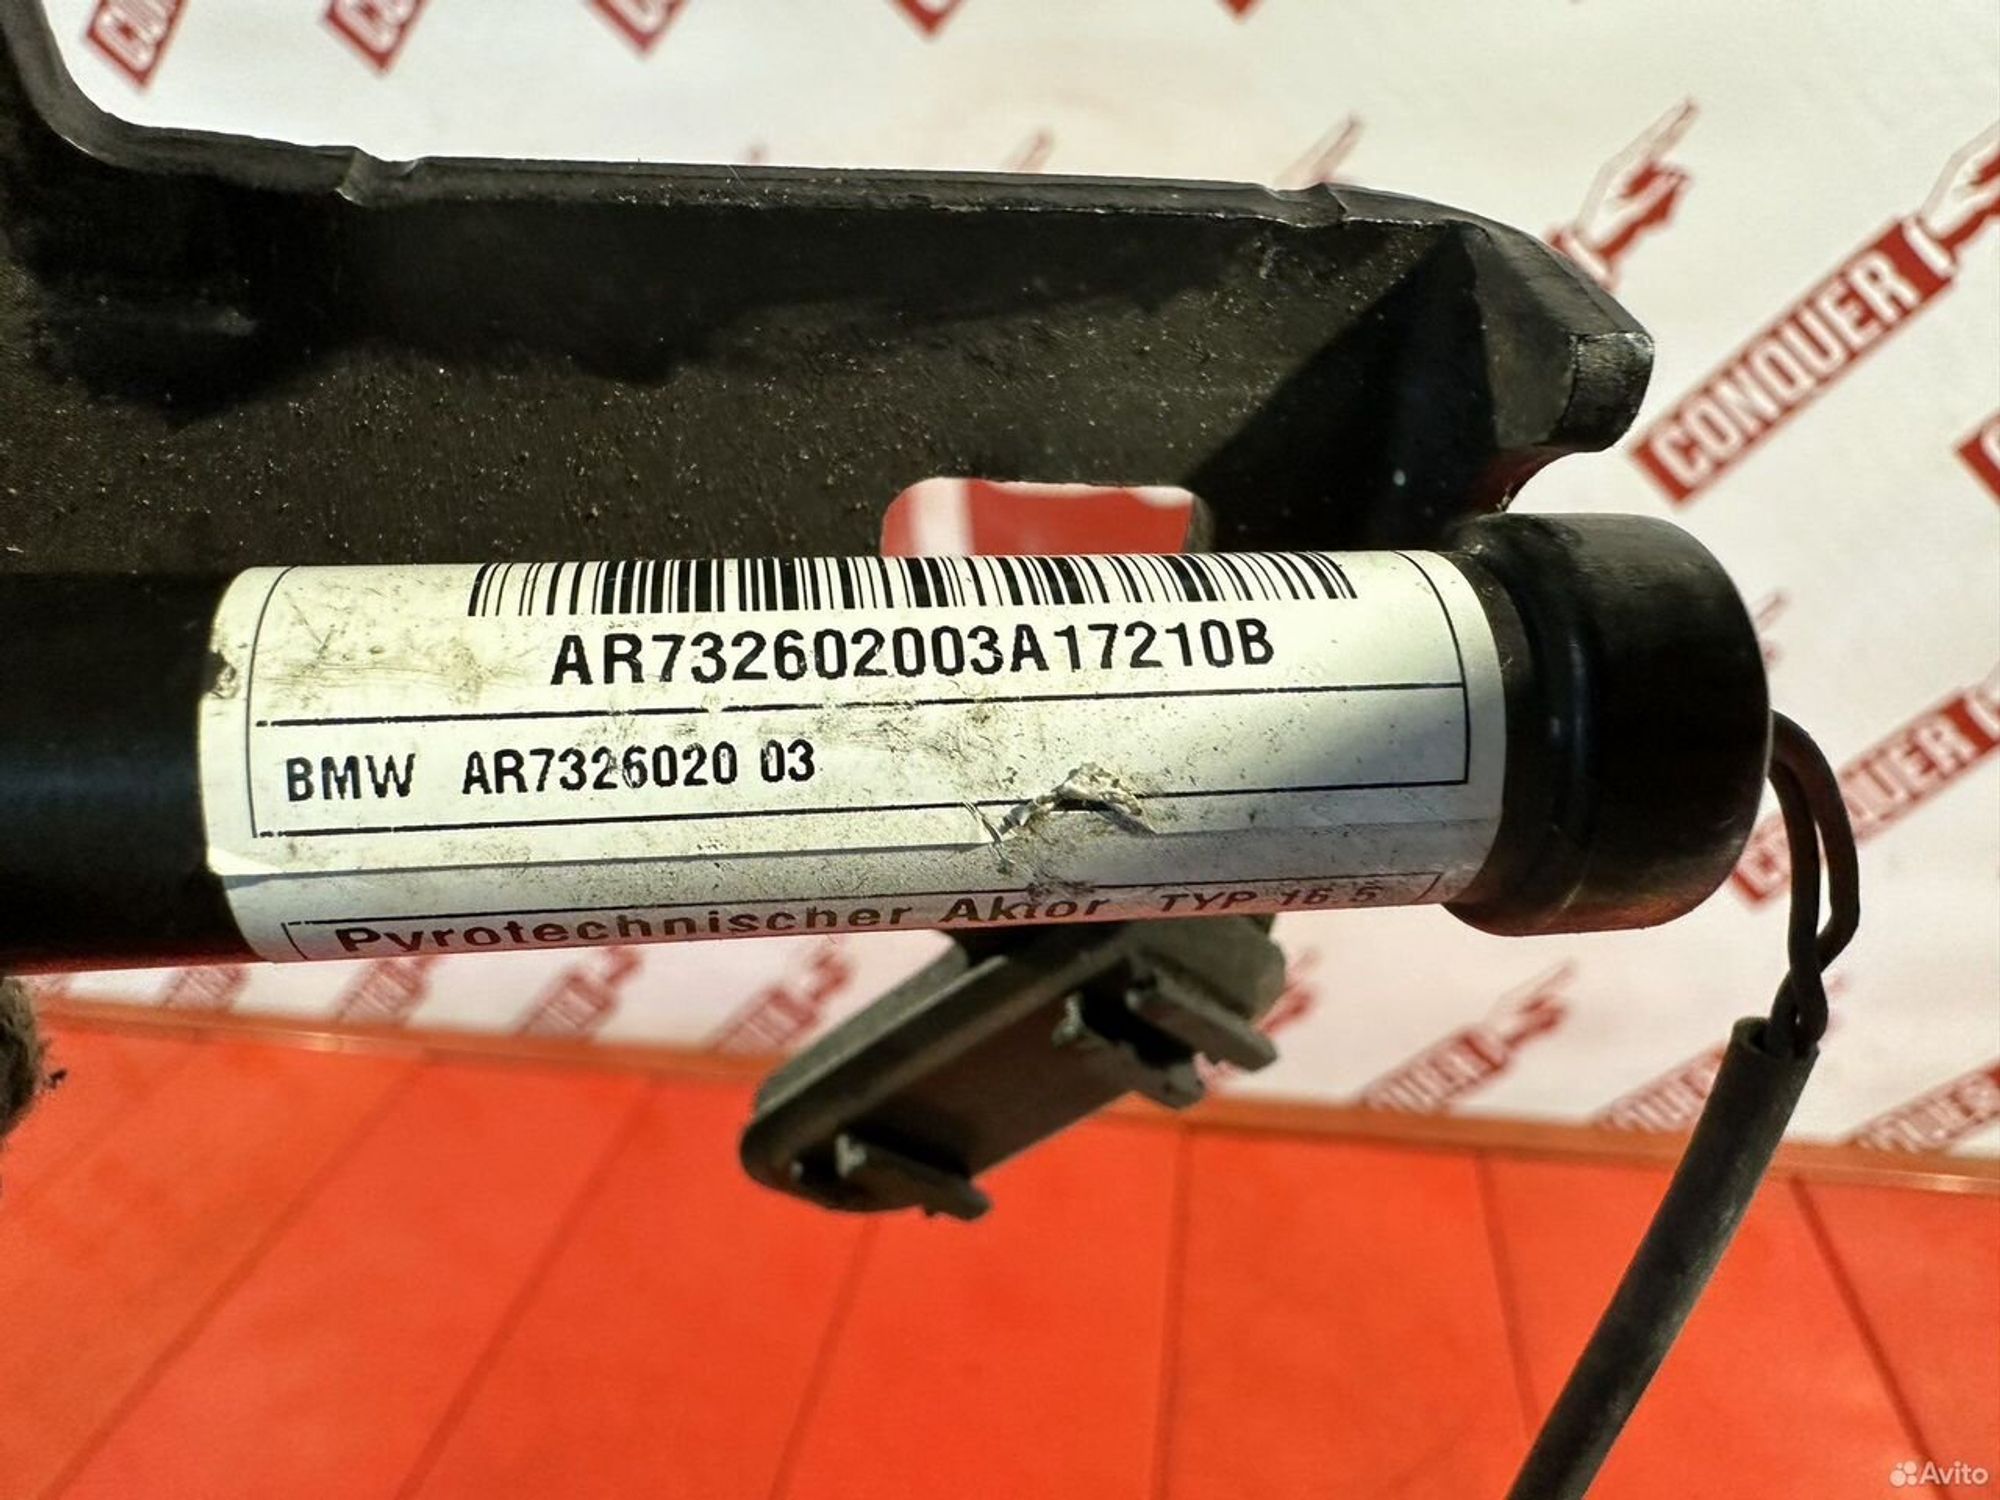 CONQUER
AR732602003A17210B
BMW AR7326020 03
CONQUER
Pyrotechnischer Aktor TYP 16.5
Avito